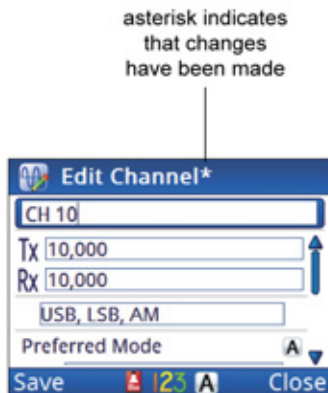 asterisk indicates
that changes
have been made
Edit Channel*
CH 10
Tx 10,000
Rx 10,000
USB, LSB, AM
Preferred Mode A
Save 123 A Close